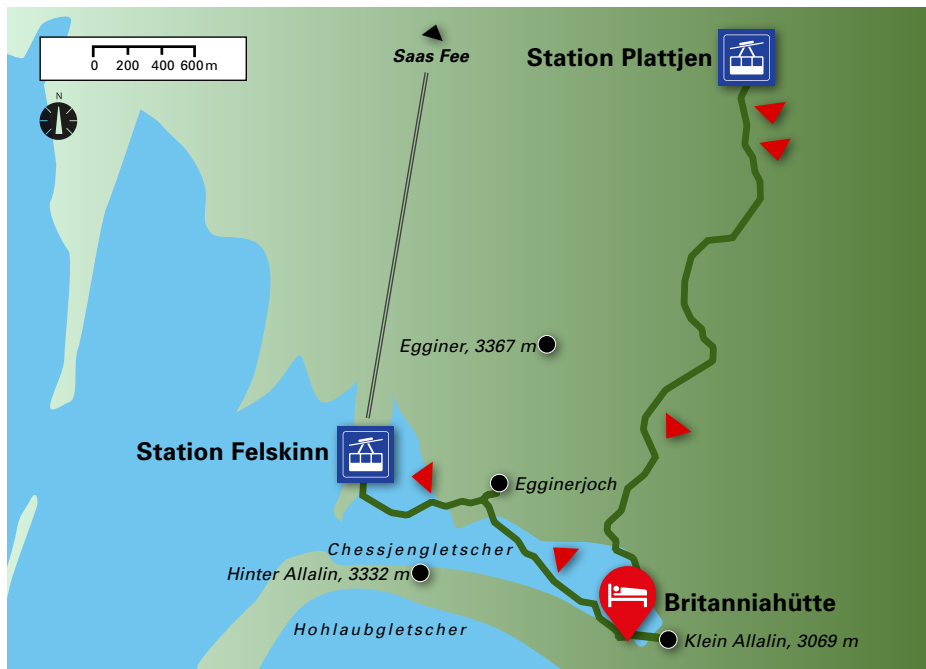 Saas Fee
Station Plattjen
0 200 400 600 m
N
Egginer, 3367 m
Station Felskinn
Egginerjoch
Chessjengletscher
Hinter Allalin, 3332 m
Britanniahütte
Hohlaubgletscher
Klein Allalin, 3069 m